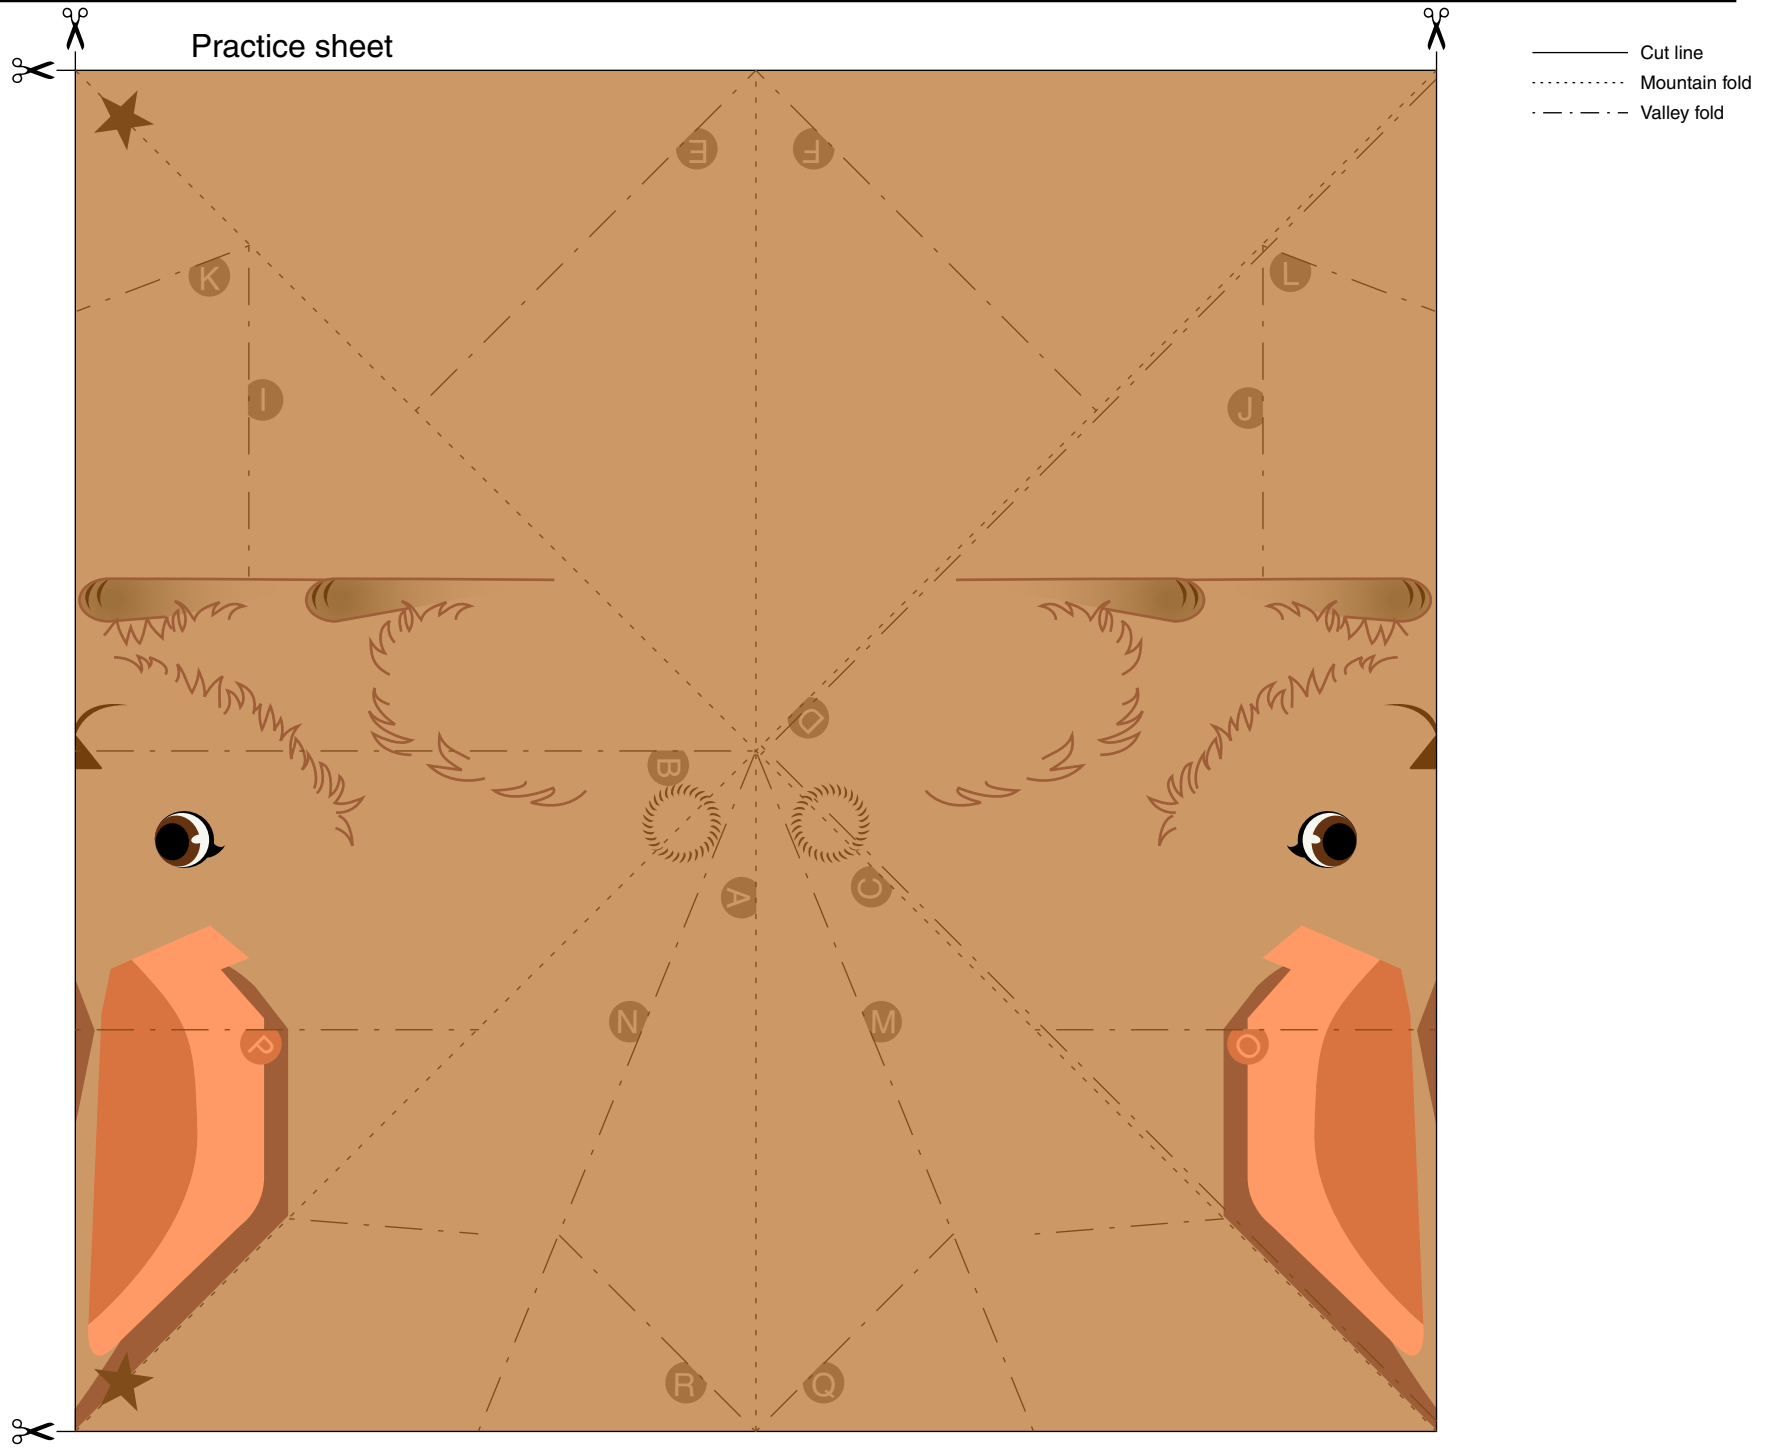 Practice sheet
Cut line
Mountain fold
Valley fold
E
F
K
L
I
J
D
B
A
C
N
M
P
O
R
Q